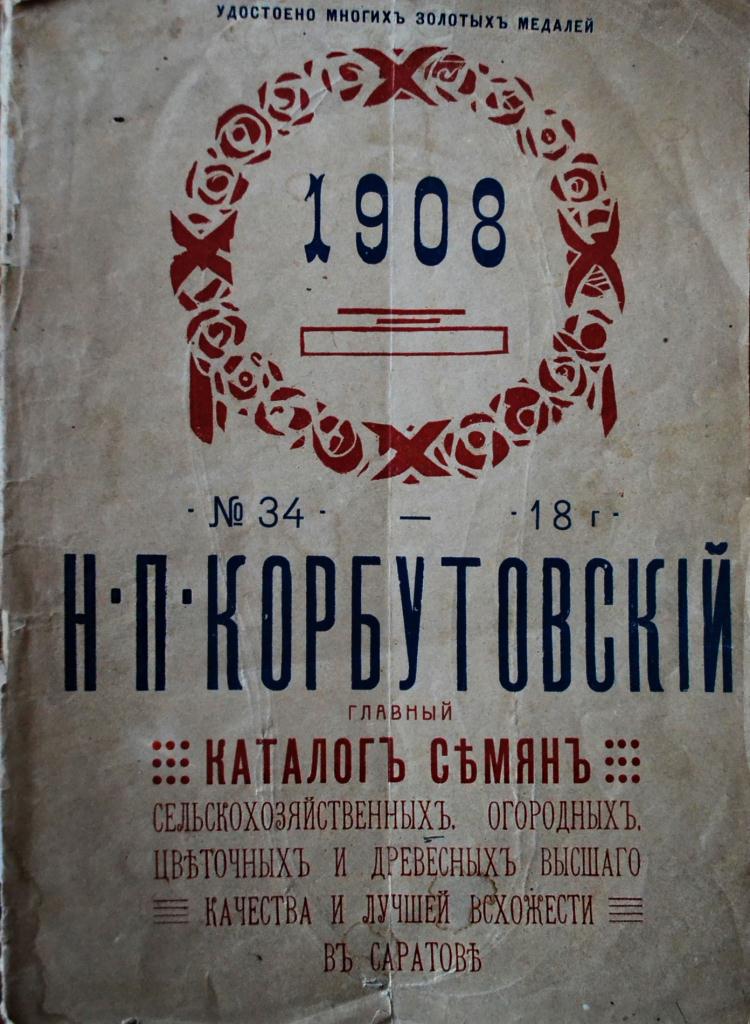 УДОСТОЕНО МНОГИХЪ ЗОЛОТЫХЪ МЕДАЛЕЙ
1908
· № 34 · — · 18 г ·
Н·П·КОРБУТОВСКІЙ
ГЛАВНЫЙ
КАТАЛОГЪ СѢМЯНЪ
СЕЛЬСКОХОЗЯЙСТВЕННЫХЪ. ОГОРОДНЫХЪ.
ЦВѢТОЧНЫХЪ И ДРЕВЕСНЫХЪ ВЫСШАГО
КАЧЕСТВА И ЛУЧШЕЙ ВСХОЖЕСТИ
ВЪ САРАТОВѢ